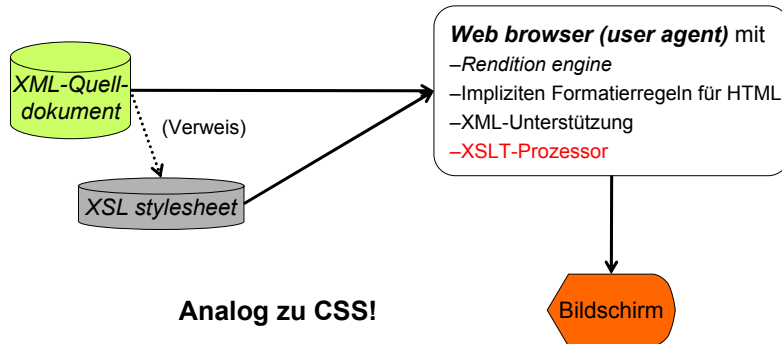 XML-Quell-
dokument
(Verweis)
XSL stylesheet
Web browser (user agent) mit
–Rendition engine
–Impliziten Formatierregeln für HTML
–XML-Unterstützung
–XSLT-Prozessor
Analog zu CSS!
Bildschirm